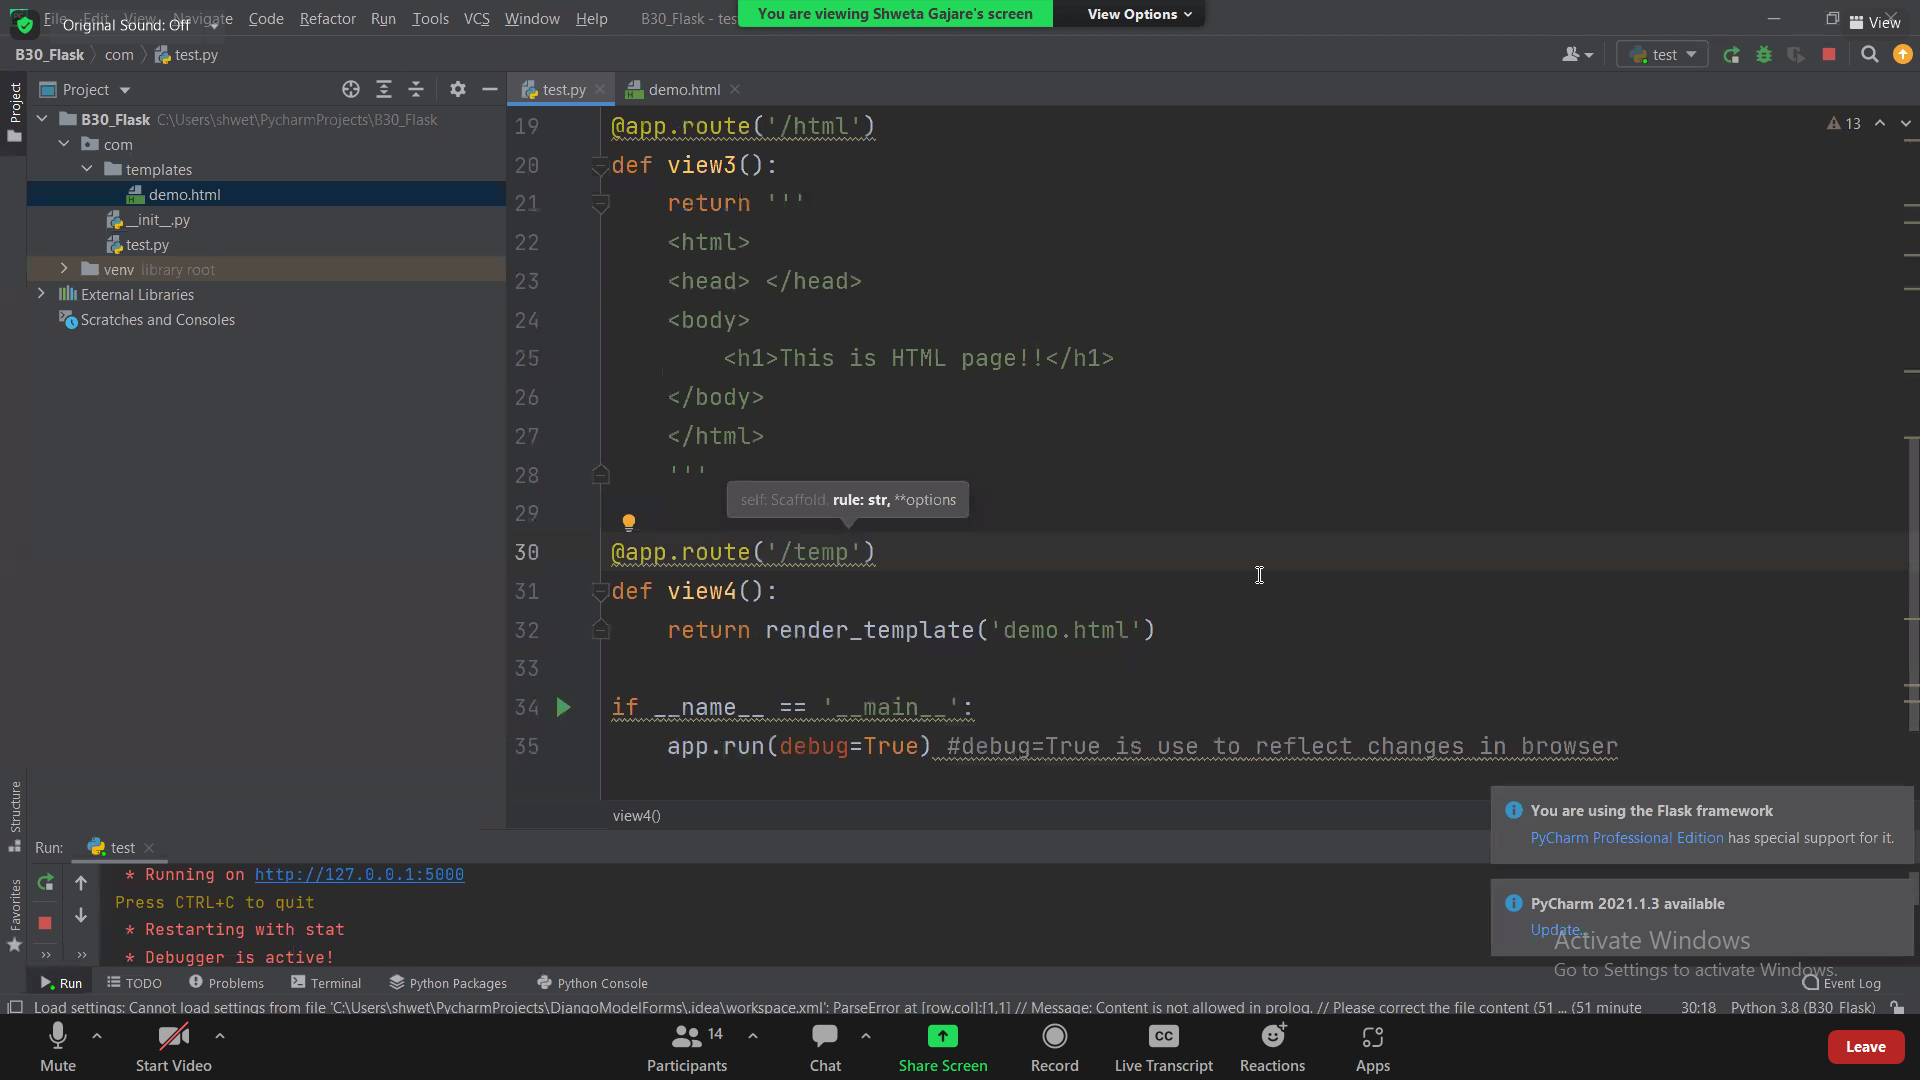 File Edit View Navigate Code Refactor Run Tools VCS Window Help B30_Flask - tes
Original Sound: Off
You are viewing Shweta Gajare's screen View Options
View
B30_Flask com test.py
test
Project
Project
test.py demo.html
B30_Flask C:\Users\shwet\PycharmProjects\B30_Flask
com
templates
demo.html
__init__.py
test.py
venv library root
External Libraries
Scratches and Consoles
13
19 @app.route('/html')
20 def view3():
21 return '''
22 <html>
23 <head> </head>
24 <body>
25 <h1>This is HTML page!!</h1>
26 </body>
27 </html>
28 '''
self: Scaffold, rule: str, **options
29
30 @app.route('/temp')
31 def view4():
32 return render_template('demo.html')
33
34 if __name__ == '__main__':
35 app.run(debug=True) #debug=True is use to reflect changes in browser
view4()
Structure
Favorites
Run: test
* Running on http://127.0.0.1:5000
Press CTRL+C to quit
* Restarting with stat
* Debugger is active!
You are using the Flask framework
PyCharm Professional Edition has special support for it.
PyCharm 2021.1.3 available
Update...
Activate Windows
Go to Settings to activate Windows.
Run TODO Problems Terminal Python Packages Python Console Event Log
Load settings: Cannot load settings from file 'C:\Users\shwet\PycharmProjects\DjangoModelForms\.idea\workspace.xml': ParseError at [row,col]:[1,1] // Message: Content is not allowed in prolog. // Please correct the file content (51 ... (51 minute 30:18 Python 3.8 (B30_Flask)
Mute Start Video Participants 14 Chat Share Screen Record CC Live Transcript Reactions Apps Leave